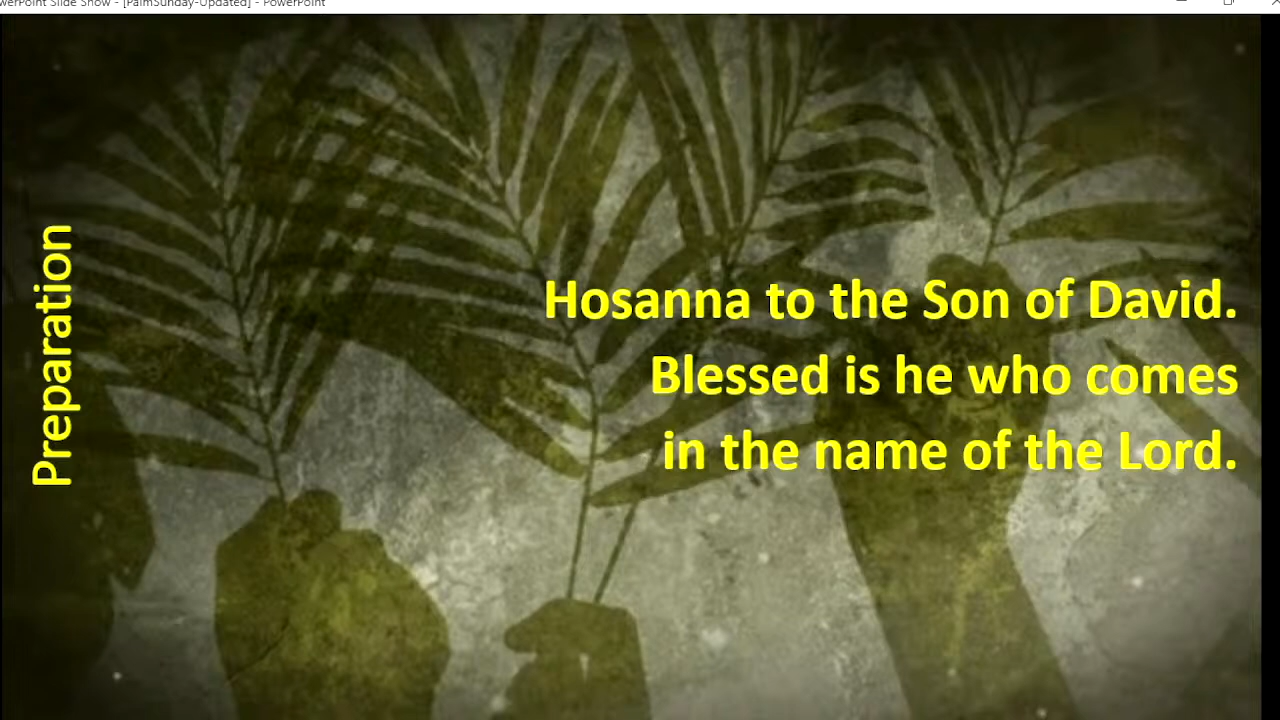 werPoint Slide Show - [PalmSunday-Updated] - PowerPoint
Preparation
Hosanna to the Son of David.
Blessed is he who comes
in the name of the Lord.